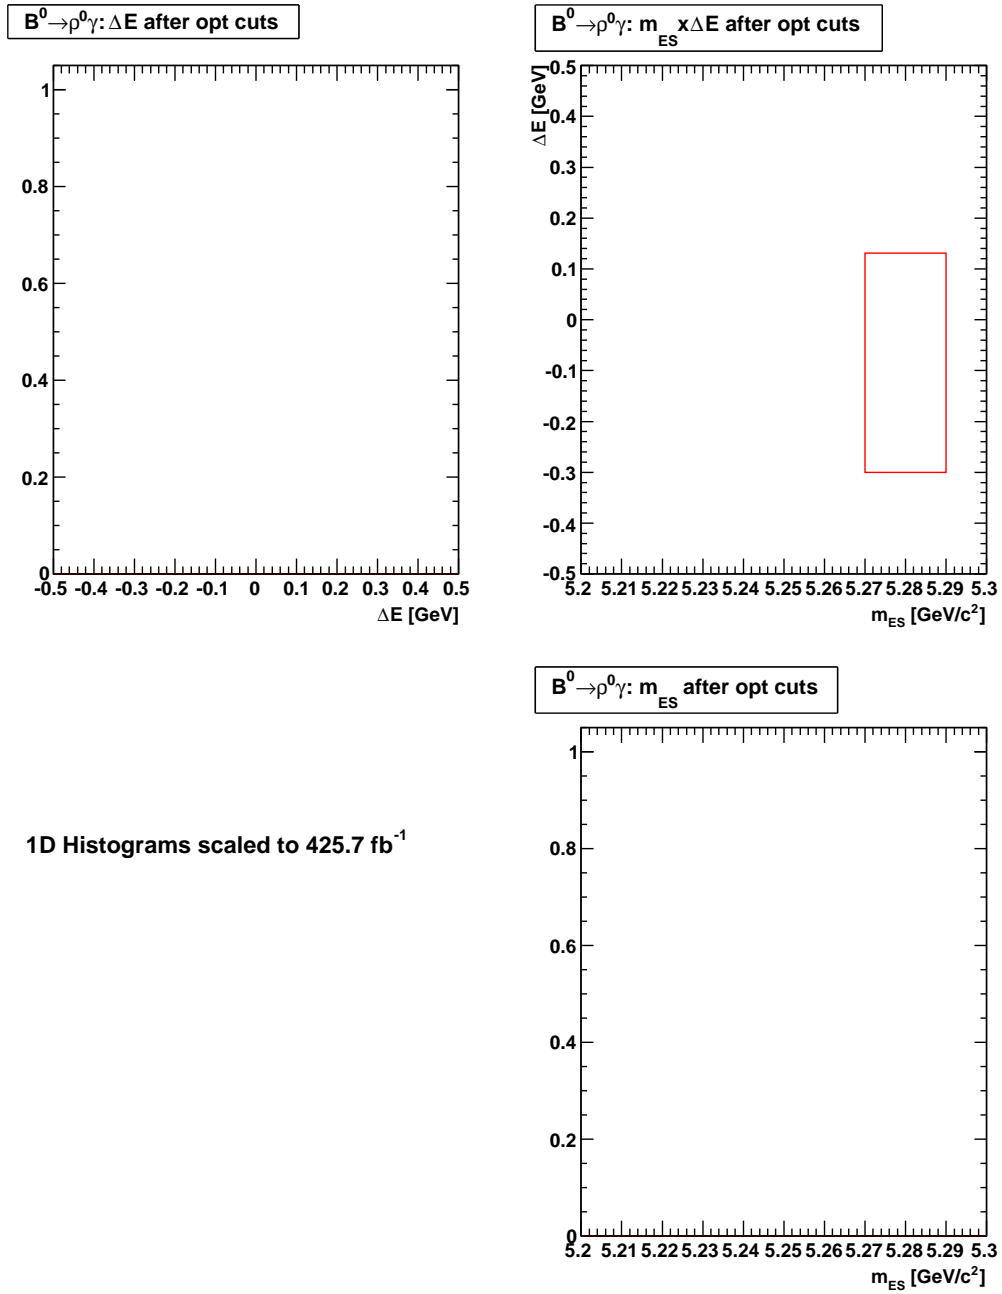 B⁰→ρ⁰γ: ΔE after opt cuts
1
0.8
0.6
0.4
0.2
0
-0.5 -0.4 -0.3 -0.2 -0.1 0 0.1 0.2 0.3 0.4 0.5
ΔE [GeV]
B⁰→ρ⁰γ: m_ES xΔE after opt cuts
ΔE [GeV]
0.5
0.4
0.3
0.2
0.1
0
-0.1
-0.2
-0.3
-0.4
-0.5
5.2 5.21 5.22 5.23 5.24 5.25 5.26 5.27 5.28 5.29 5.3
m_ES [GeV/c²]
1D Histograms scaled to 425.7 fb⁻¹
B⁰→ρ⁰γ: m_ES after opt cuts
1
0.8
0.6
0.4
0.2
0
5.2 5.21 5.22 5.23 5.24 5.25 5.26 5.27 5.28 5.29 5.3
m_ES [GeV/c²]